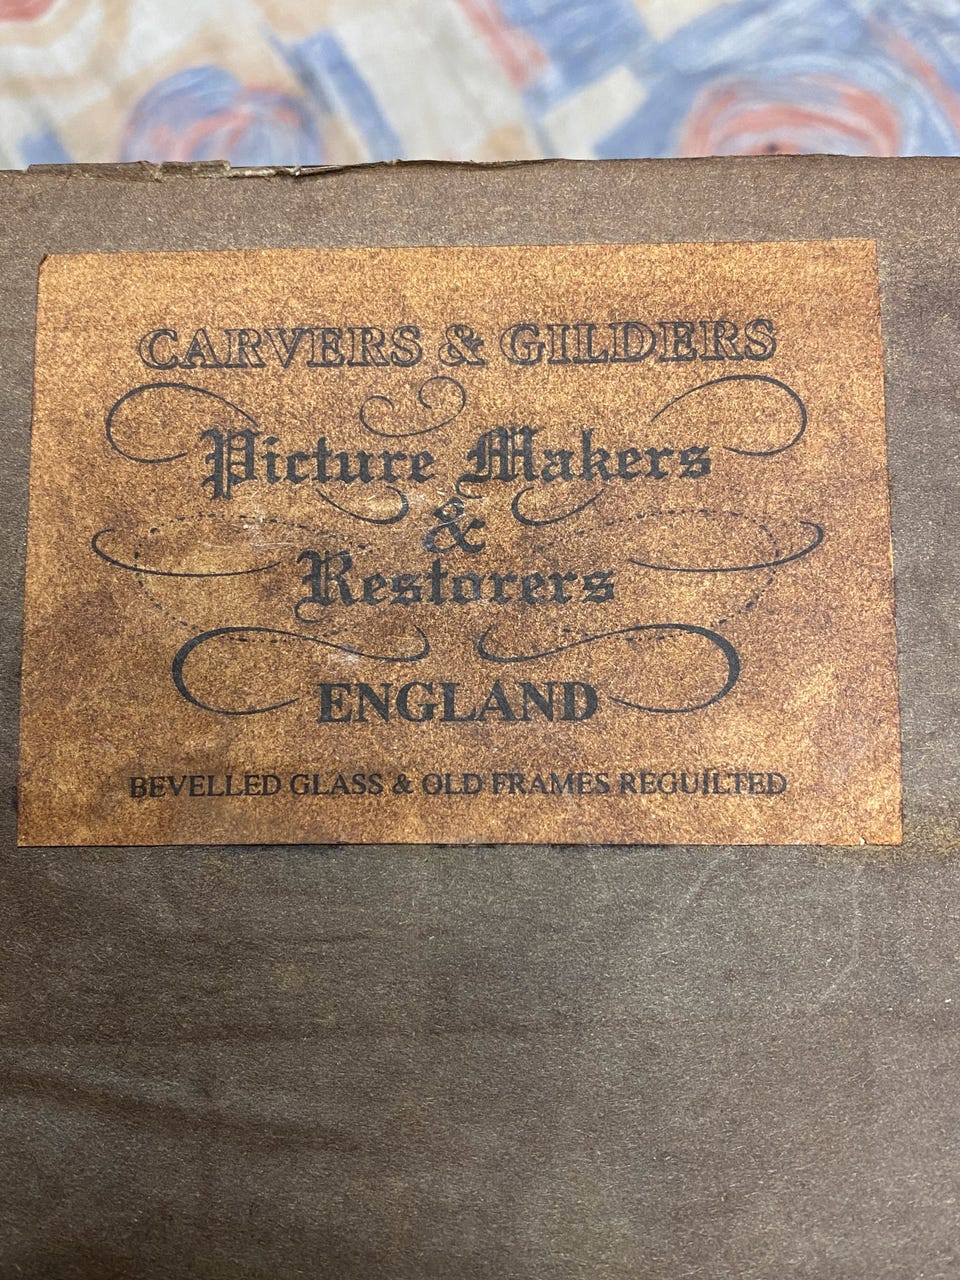 CARVERS & GILDERS
Picture Makers
&
Restorers
ENGLAND
BEVELLED GLASS & OLD FRAMES REGUILTED